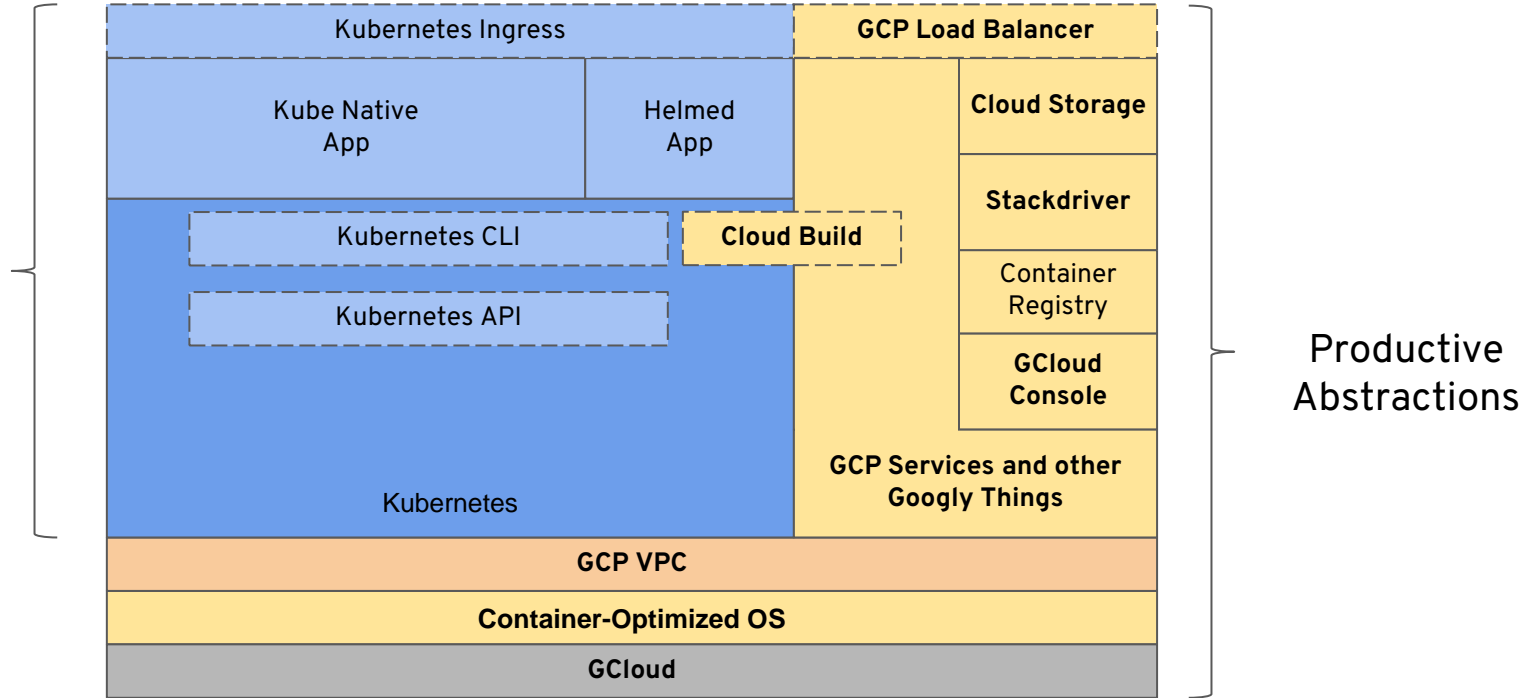 Kubernetes Ingress
GCP Load Balancer
Kube Native
App
Helmed
App
Cloud Storage
Stackdriver
Kubernetes CLI
Cloud Build
Container
Registry
Kubernetes API
GCloud
Console
Productive
Abstractions
GCP Services and other
Googly Things
Kubernetes
GCP VPC
Container-Optimized OS
GCloud